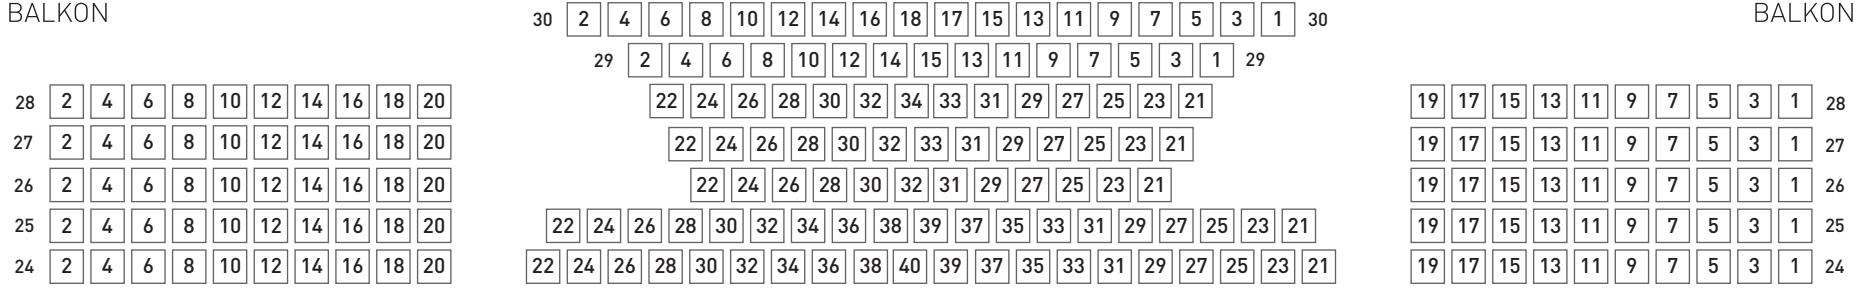 BALKON 30 2 4 6 8 10 12 14 16 18 17 15 13 11 9 7 5 3 1 30 BALKON
29 2 4 6 8 10 12 14 15 13 11 9 7 5 3 1 29
28 2 4 6 8 10 12 14 16 18 20 22 24 26 28 30 32 34 33 31 29 27 25 23 21 19 17 15 13 11 9 7 5 3 1 28
27 2 4 6 8 10 12 14 16 18 20 22 24 26 28 30 32 33 31 29 27 25 23 21 19 17 15 13 11 9 7 5 3 1 27
26 2 4 6 8 10 12 14 16 18 20 22 24 26 28 30 32 31 29 27 25 23 21 19 17 15 13 11 9 7 5 3 1 26
25 2 4 6 8 10 12 14 16 18 20 22 24 26 28 30 32 34 36 38 39 37 35 33 31 29 27 25 23 21 19 17 15 13 11 9 7 5 3 1 25
24 2 4 6 8 10 12 14 16 18 20 22 24 26 28 30 32 34 36 38 40 39 37 35 33 31 29 27 25 23 21 19 17 15 13 11 9 7 5 3 1 24